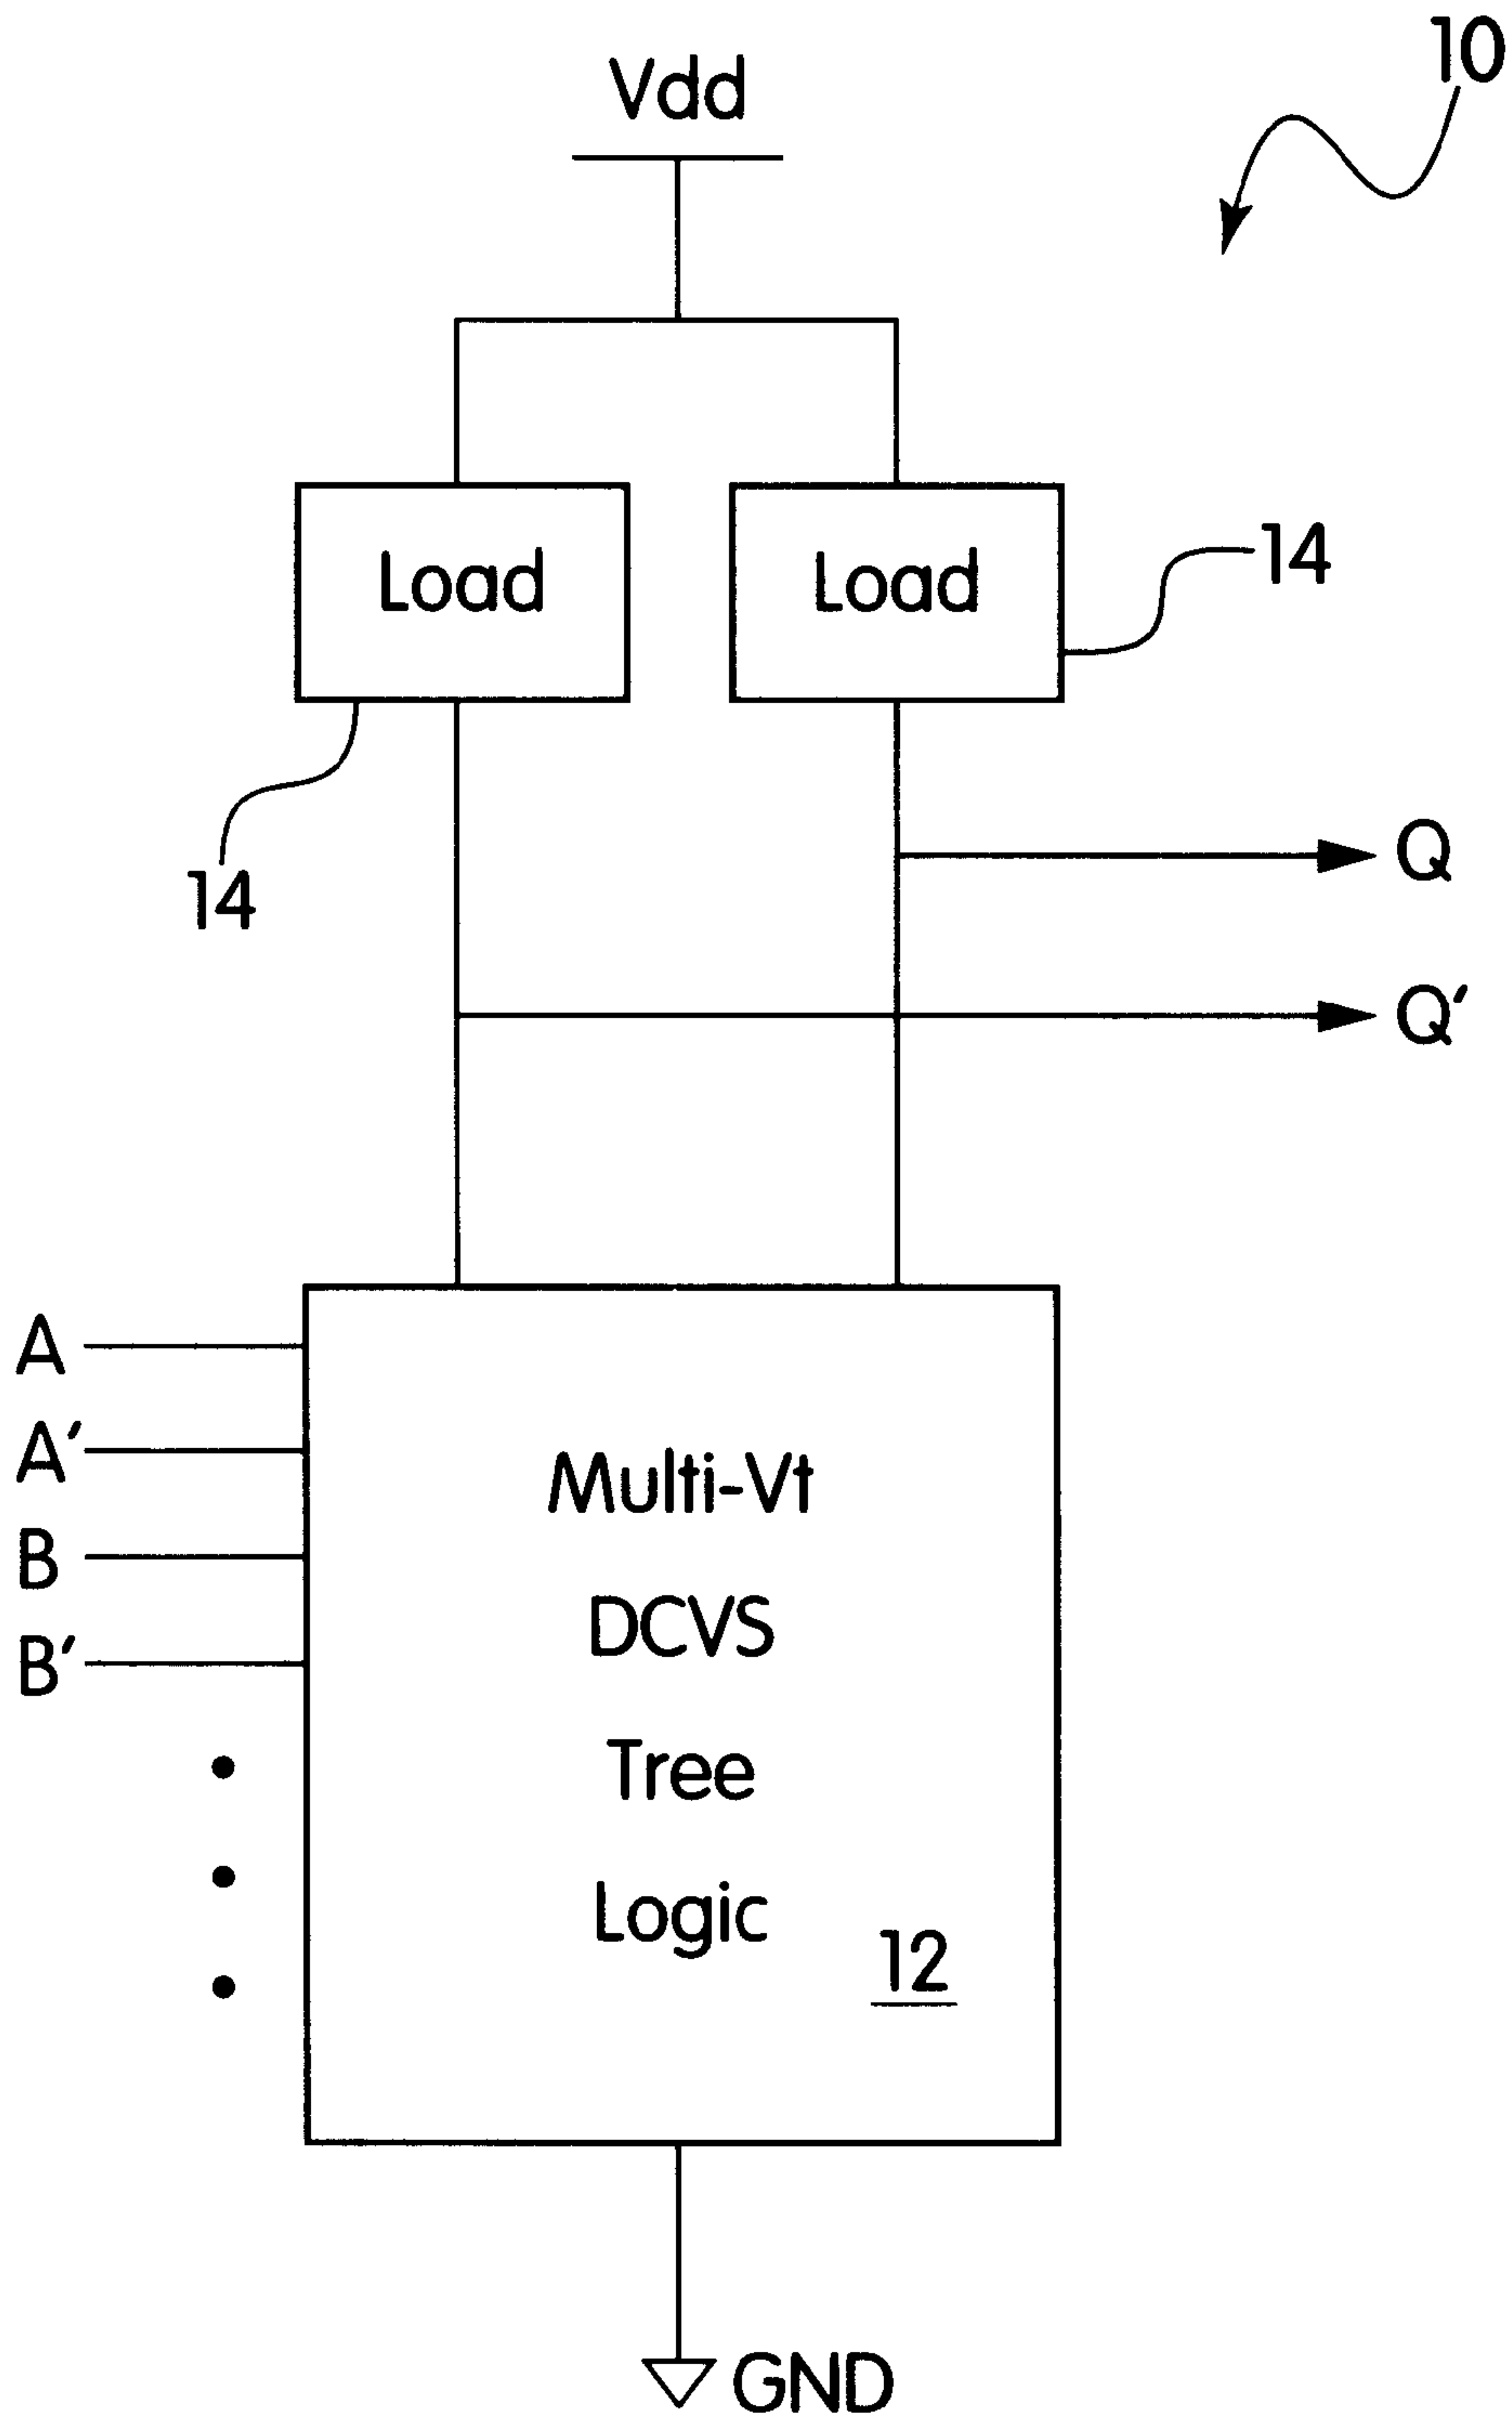 10
Vdd
Load
Load
14
14
Q
Q'
A
A'
B
B'
Multi-Vt
DCVS
Tree
Logic
12
GND